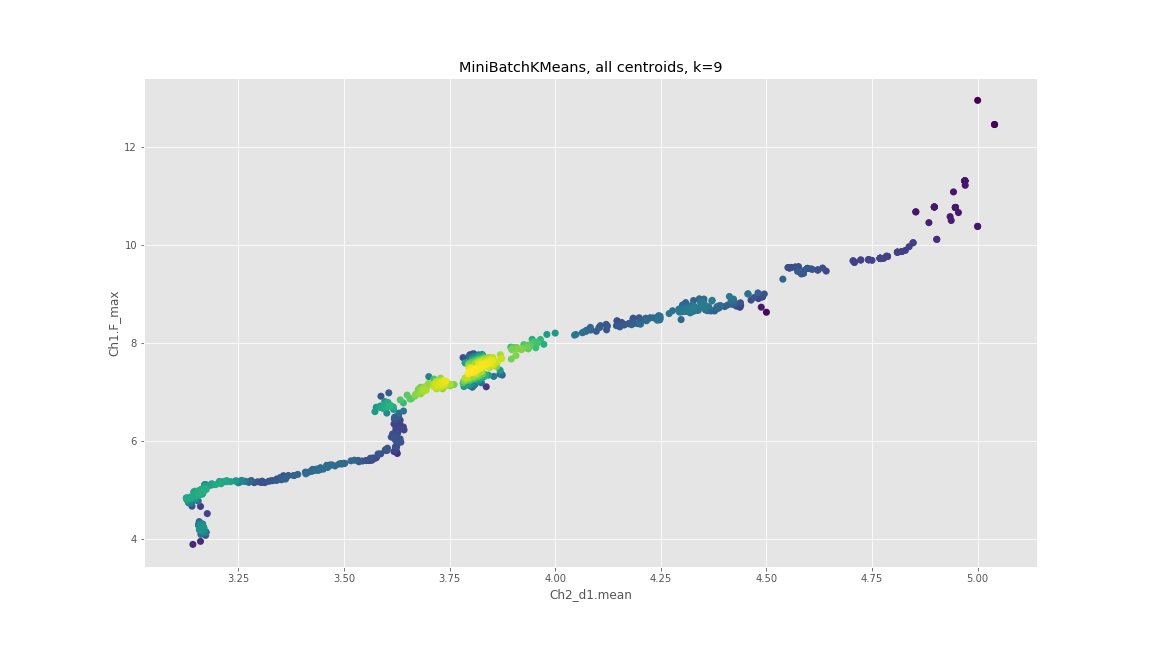 MiniBatchKMeans, all centroids, k=9
12
10
8
6
4
Ch1.F_max
3.25 3.50 3.75 4.00 4.25 4.50 4.75 5.00
Ch2_d1.mean